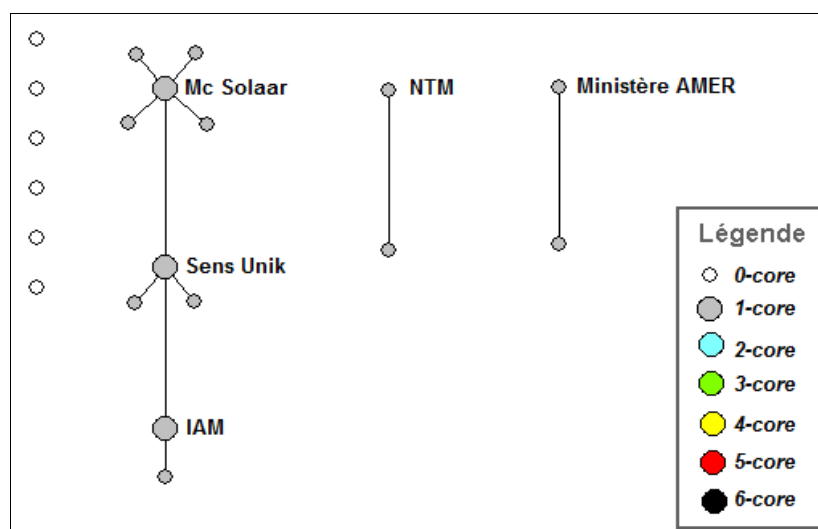 Mc Solaar
NTM
Ministère AMER
Sens Unik
IAM
Légende
0-core
1-core
2-core
3-core
4-core
5-core
6-core